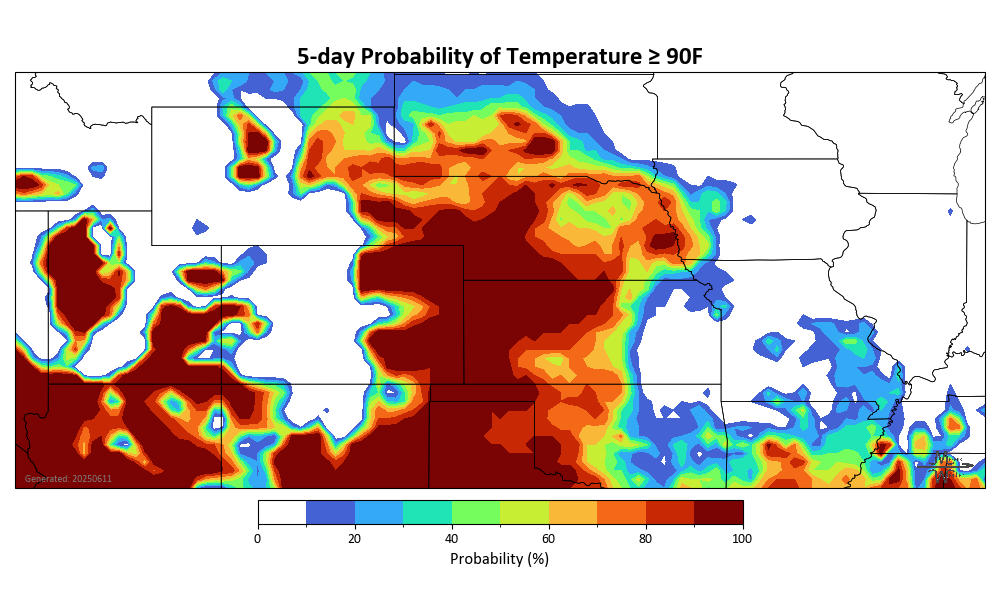 5-day Probability of Temperature ≥ 90F
Generated: 20250611
0 20 40 60 80 100
Probability (%)